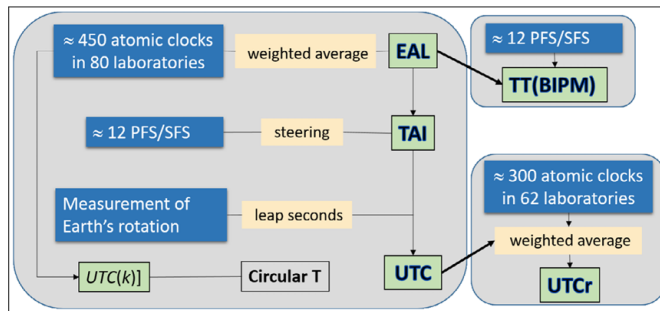 ≈ 450 atomic clocks
in 80 laboratories
weighted average
EAL
≈ 12 PFS/SFS
TT(BIPM)
≈ 12 PFS/SFS
steering
TAI
Measurement of
Earth's rotation
leap seconds
≈ 300 atomic clocks
in 62 laboratories
weighted average
UTC(k)]
Circular T
UTC
UTCr